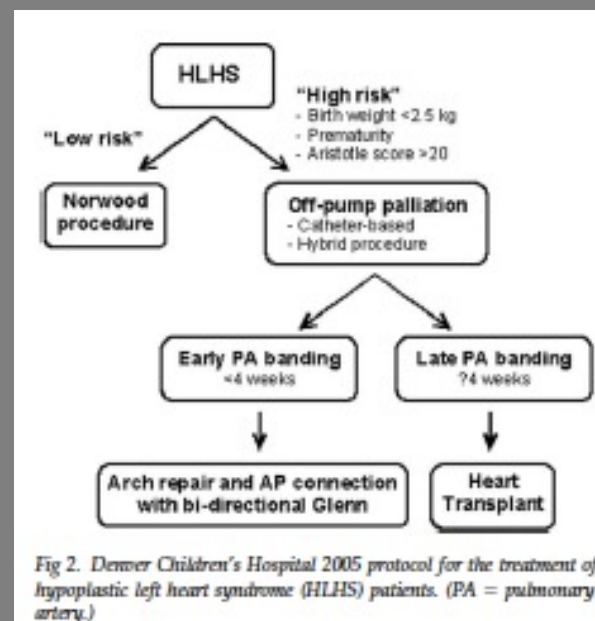 HLHS
"Low risk"
"High risk"
- Birth weight <2.5 kg
- Prematurity
- Aristotle score >20
Norwood
procedure
Off-pump palliation
- Catheter-based
- Hybrid procedure
Early PA banding
<4 weeks
Late PA banding
?4 weeks
Arch repair and AP connection
with bi-directional Glenn
Heart
Transplant
Fig 2. Denver Children's Hospital 2005 protocol for the treatment of
hypoplastic left heart syndrome (HLHS) patients. (PA = pulmonary
artery.)